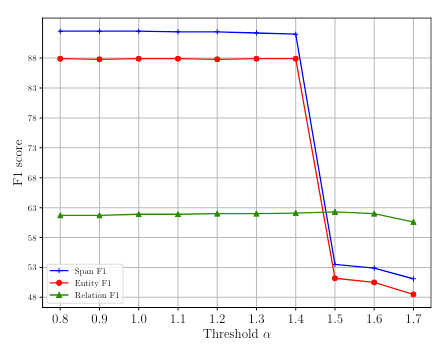 F1 score
88
83
78
73
68
63
58
53
48
Span F1
Entity F1
Relation F1
0.8 0.9 1.0 1.1 1.2 1.3 1.4 1.5 1.6 1.7
Threshold α